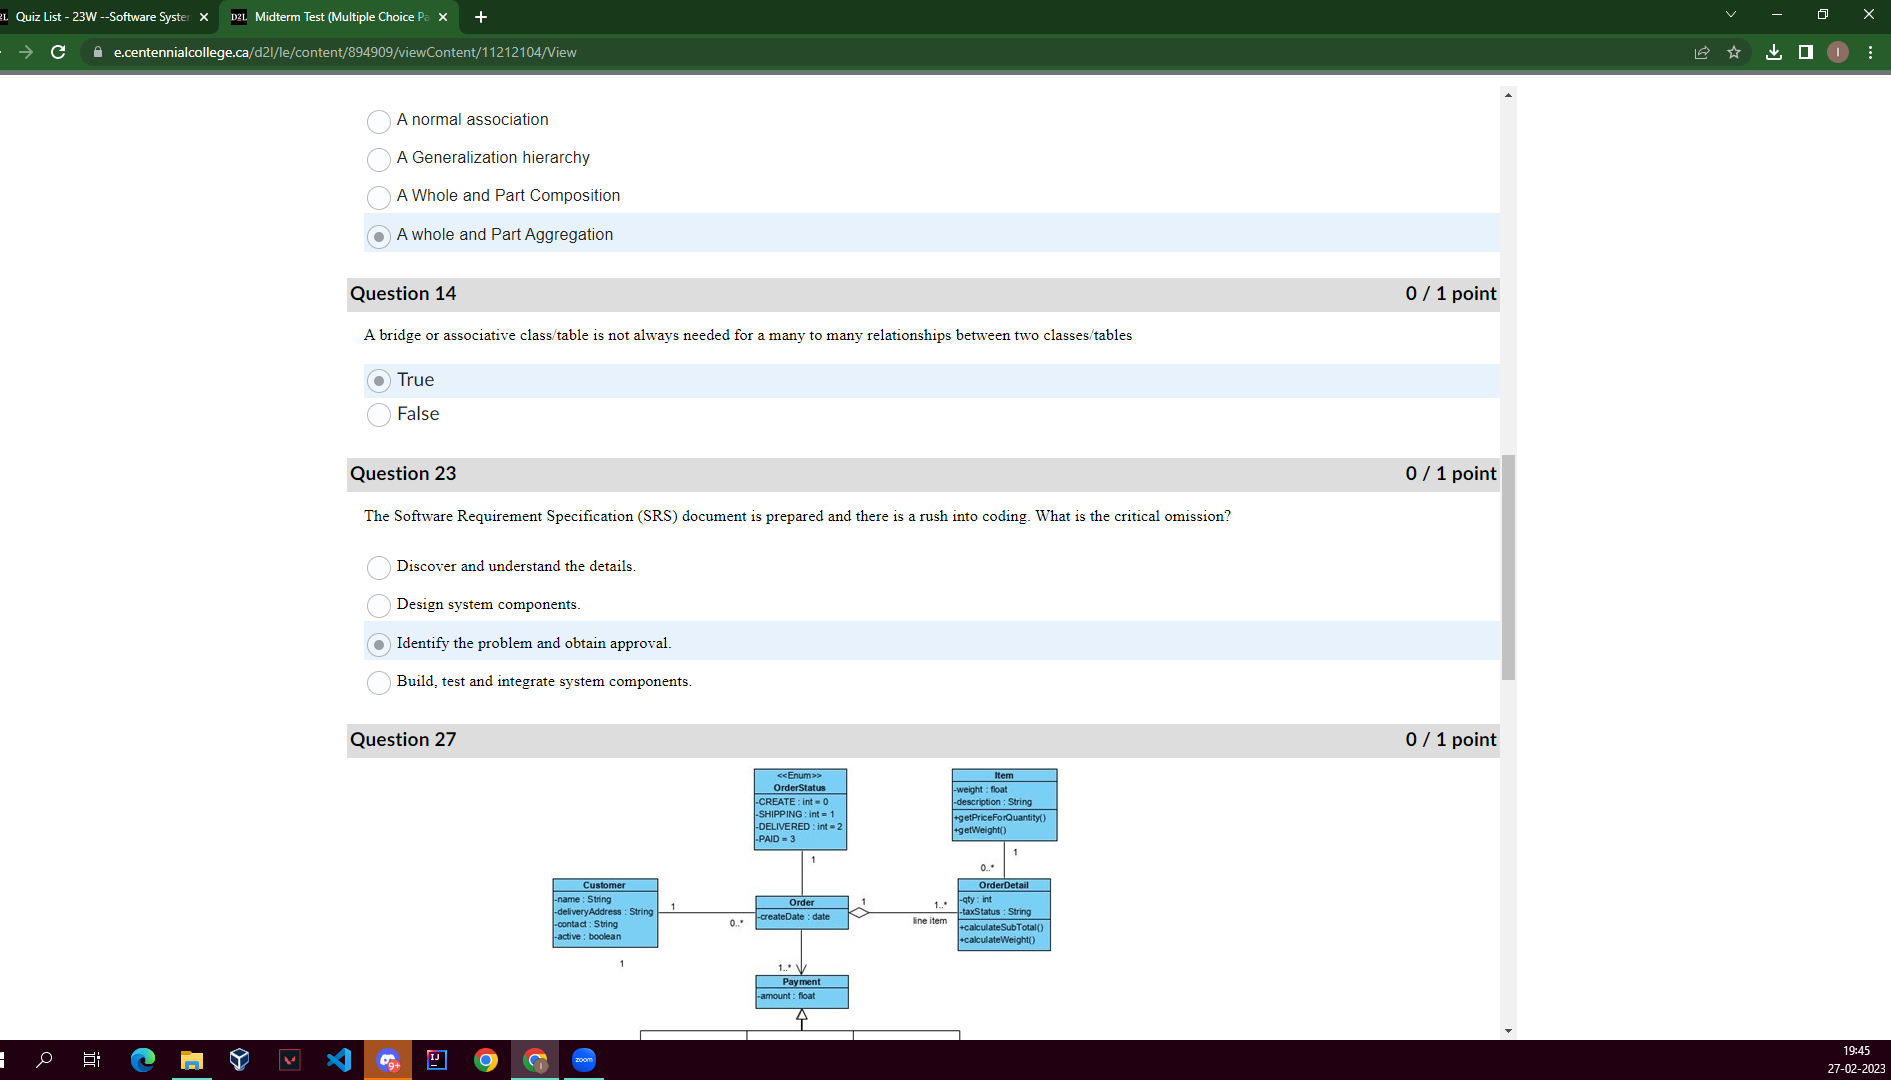 Quiz List - 23W --Software System
Midterm Test (Multiple Choice Pa
e.centennialcollege.ca/d2l/le/content/894909/viewContent/11212104/View
A normal association
A Generalization hierarchy
A Whole and Part Composition
A whole and Part Aggregation
Question 14 0 / 1 point
A bridge or associative class/table is not always needed for a many to many relationships between two classes/tables
True
False
Question 23 0 / 1 point
The Software Requirement Specification (SRS) document is prepared and there is a rush into coding. What is the critical omission?
Discover and understand the details.
Design system components.
Identify the problem and obtain approval.
Build, test and integrate system components.
Question 27 0 / 1 point
<<Enum>>
OrderStatus
-CREATE : int = 0
-SHIPPING : int = 1
-DELIVERED : int = 2
-PAID = 3
1
Item
-weight : float
-description : String
+getPriceForQuantity()
+getWeight()
1
0..*
Customer
-name : String
-deliveryAddress : String
-contact : String
-active : boolean
1
1
0..*
Order
-createDate : date
1
1..*
line item
OrderDetail
-qty : int
-taxStatus : String
+calculateSubTotal()
+calculateWeight()
1..*
Payment
-amount : float
zoom
19:45
27-02-2023